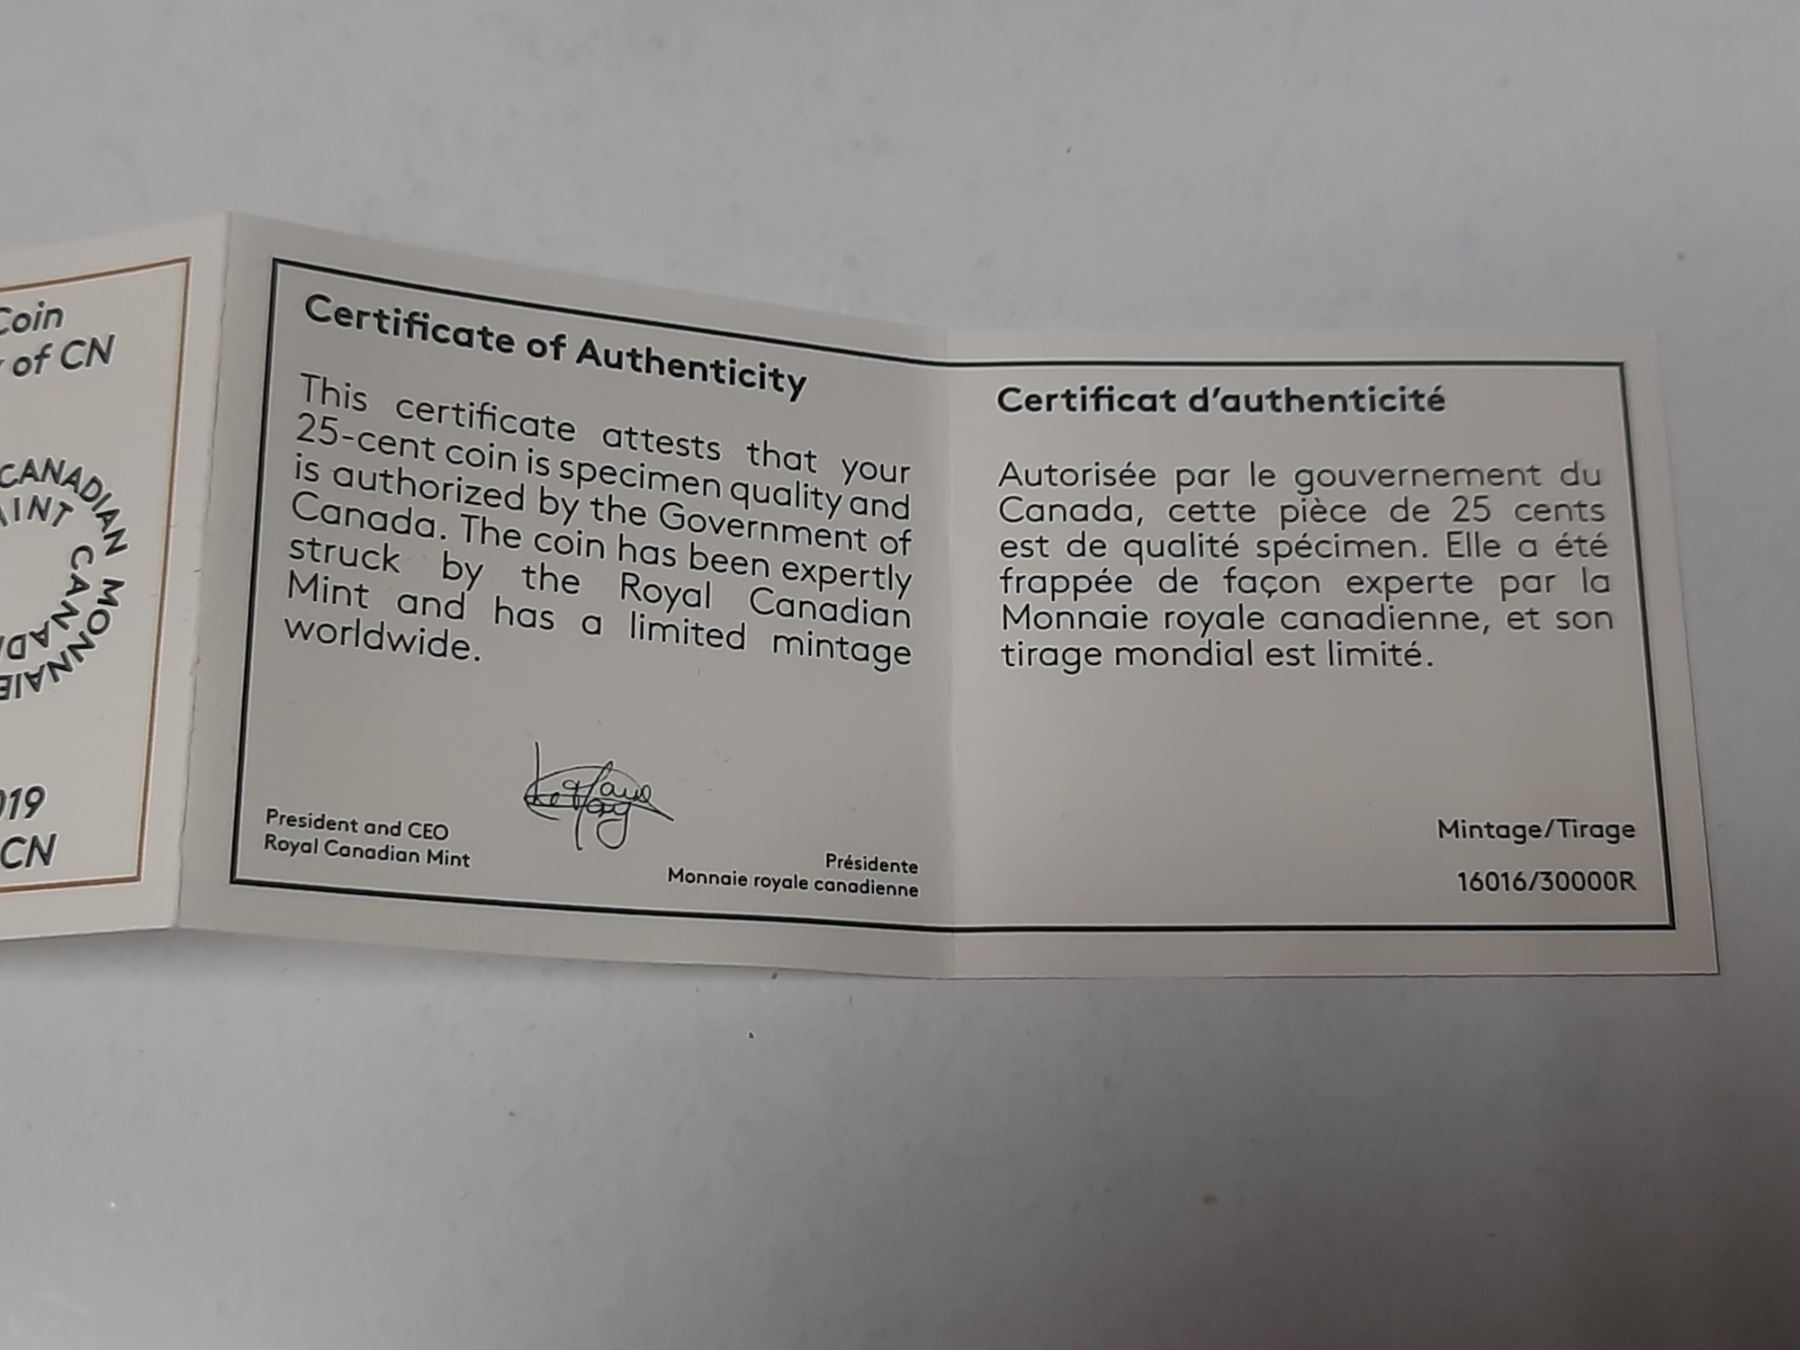 Coin
of CN
CANADIAN MONNAIE
MINT CANADA
019
CN
Certificate of Authenticity
This certificate attests that your
25-cent coin is specimen quality and
is authorized by the Government of
Canada. The coin has been expertly
struck by the Royal Canadian
Mint and has a limited mintage
worldwide.
President and CEO
Royal Canadian Mint
Présidente
Monnaie royale canadienne
Certificat d'authenticité
Autorisée par le gouvernement du
Canada, cette pièce de 25 cents
est de qualité spécimen. Elle a été
frappée de façon experte par la
Monnaie royale canadienne, et son
tirage mondial est limité.
Mintage/Tirage
16016/30000R